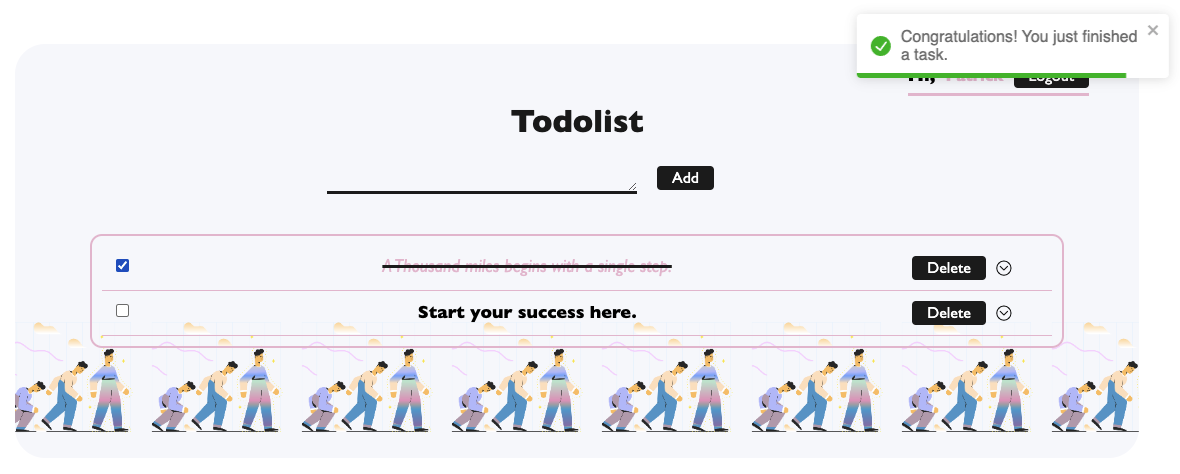 Congratulations! You just finished
a task.
Hi, Patrick Logout
Todolist
Add
A Thousand miles begins with a single step.
Delete
Start your success here.
Delete